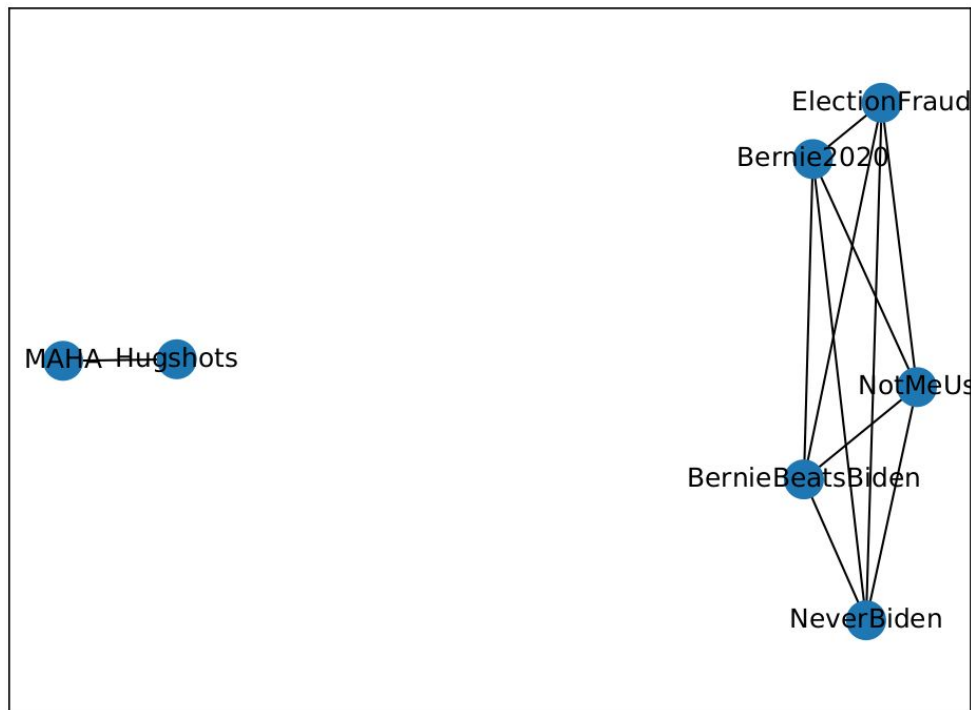 ElectionFraud
Bernie2020
MAHA
Hugshots
NotMeUs
BernieBeatsBiden
NeverBiden